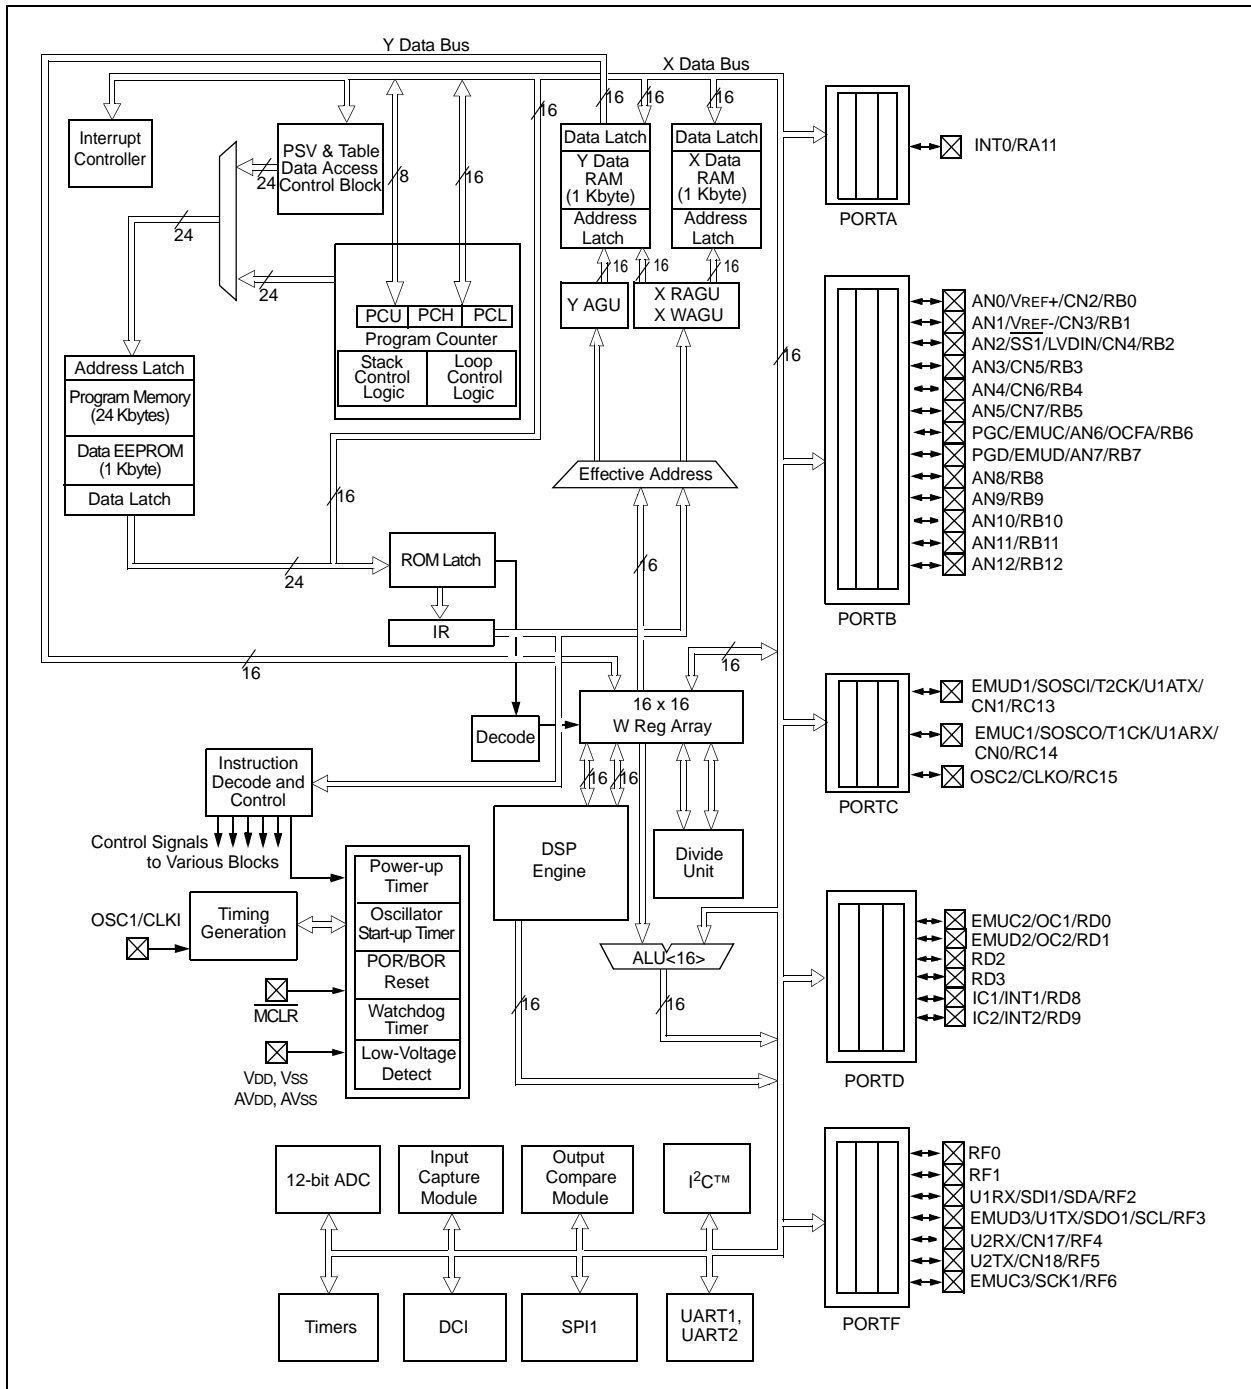 Y Data Bus
X Data Bus
16
16
16
16
Interrupt
Controller
PSV & Table
Data Access
Control Block
24
8
16
24
24
Data Latch
Y Data
RAM
(1 Kbyte)
Address
Latch
Data Latch
X Data
RAM
(1 Kbyte)
Address
Latch
16
16
16
Y AGU
X RAGU
X WAGU
PCU
PCH
PCL
Program Counter
Stack
Control
Logic
Loop
Control
Logic
Address Latch
Program Memory
(24 Kbytes)
Data EEPROM
(1 Kbyte)
Data Latch
Effective Address
16
16
24
ROM Latch
16
IR
16
16
16 x 16
W Reg Array
Decode
Instruction
Decode and
Control
16
16
Control Signals
to Various Blocks
DSP
Engine
Divide
Unit
Power-up
Timer
OSC1/CLKI
Timing
Generation
Oscillator
Start-up Timer
ALU<16>
POR/BOR
Reset
MCLR
16
16
Watchdog
Timer
Low-Voltage
Detect
VDD, VSS
AVDD, AVSS
12-bit ADC
Input
Capture
Module
Output
Compare
Module
I2C™
Timers
DCI
SPI1
UART1,
UART2
16
INT0/RA11
PORTA
AN0/VREF+/CN2/RB0
AN1/VREF-/CN3/RB1
AN2/SS1/LVDIN/CN4/RB2
AN3/CN5/RB3
AN4/CN6/RB4
AN5/CN7/RB5
PGC/EMUC/AN6/OCFA/RB6
PGD/EMUD/AN7/RB7
AN8/RB8
AN9/RB9
AN10/RB10
AN11/RB11
AN12/RB12
PORTB
EMUD1/SOSCI/T2CK/U1ATX/
CN1/RC13
EMUC1/SOSCO/T1CK/U1ARX/
CN0/RC14
OSC2/CLKO/RC15
PORTC
EMUC2/OC1/RD0
EMUD2/OC2/RD1
RD2
RD3
IC1/INT1/RD8
IC2/INT2/RD9
PORTD
RF0
RF1
U1RX/SDI1/SDA/RF2
EMUD3/U1TX/SDO1/SCL/RF3
U2RX/CN17/RF4
U2TX/CN18/RF5
EMUC3/SCK1/RF6
PORTF